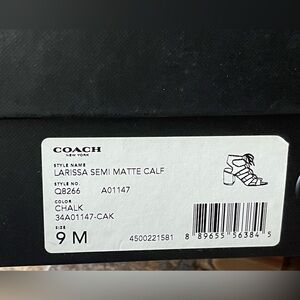 COACH
NEW YORK
STYLE NAME
LARISSA SEMI MATTE CALF
STYLE NO.
Q8266 A01147
COLOR
CHALK
34A01147-CAK
SIZE
9 M
4500221581
8 89655 56384 5